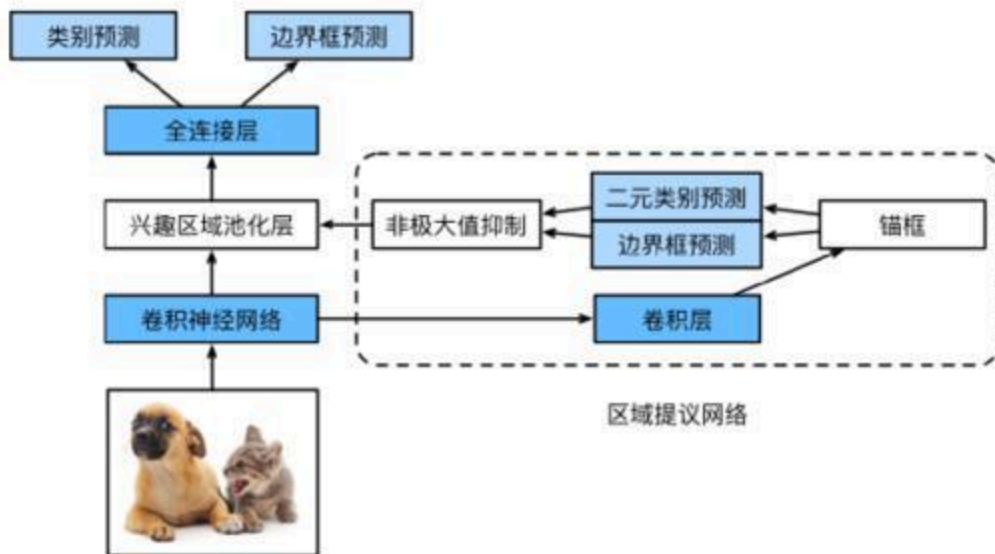 类别预测
边界框预测
全连接层
二元类别预测
兴趣区域池化层
非极大值抑制
锚框
边界框预测
卷积神经网络
卷积层
区域提议网络